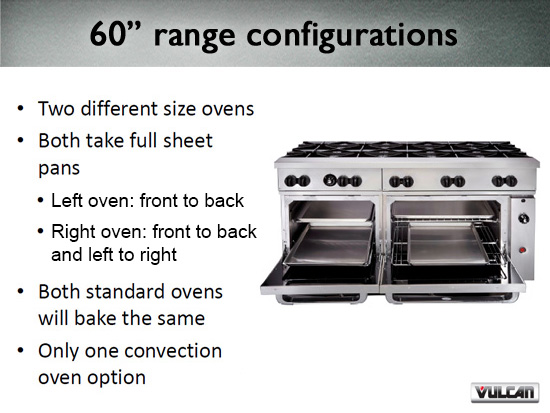 60” range configurations
• Two different size ovens
• Both take full sheet
pans
• Left oven: front to back
• Right oven: front to back
and left to right
• Both standard ovens
will bake the same
• Only one convection
oven option
VULCAN